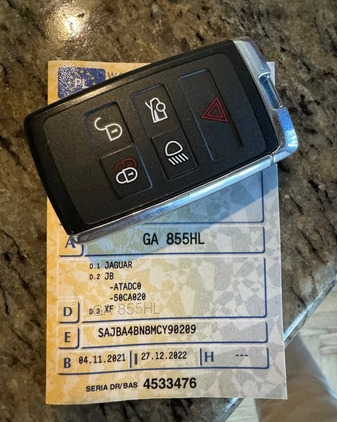 PL
A GA 855HL
D.1 JAGUAR
D.2 JB
-ATADC0
-50CA020
D D.3 XF 855HL
E SAJBA4BN8MCY90209
B 04.11.2021 I 27.12.2022 H ---
SERIA DR/BAS 4533476